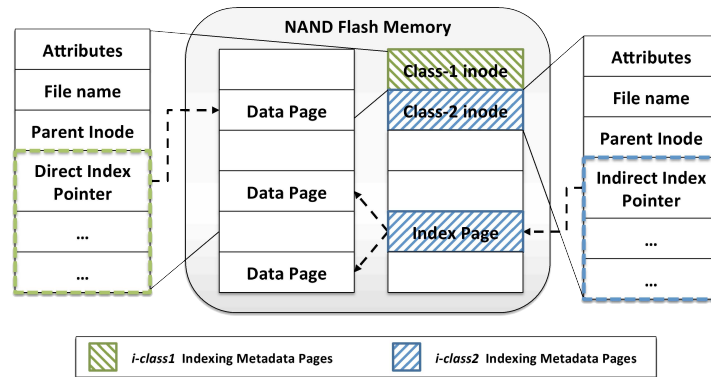 NAND Flash Memory
Attributes
File name
Parent Inode
Direct Index
Pointer
...
...
Data Page
Data Page
Data Page
Class-1 inode
Class-2 inode
Index Page
Attributes
File name
Parent Inode
Indirect Index
Pointer
...
...
i-class1 Indexing Metadata Pages
i-class2 Indexing Metadata Pages